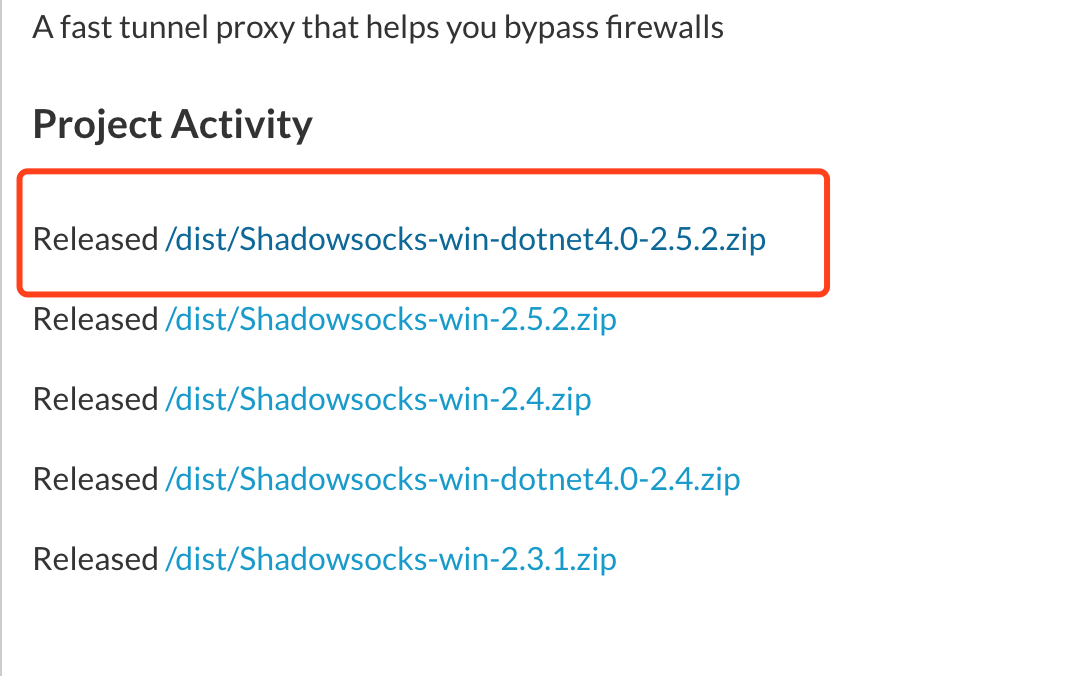 A fast tunnel proxy that helps you bypass firewalls
Project Activity
Released /dist/Shadowsocks-win-dotnet4.0-2.5.2.zip
Released /dist/Shadowsocks-win-2.5.2.zip
Released /dist/Shadowsocks-win-2.4.zip
Released /dist/Shadowsocks-win-dotnet4.0-2.4.zip
Released /dist/Shadowsocks-win-2.3.1.zip